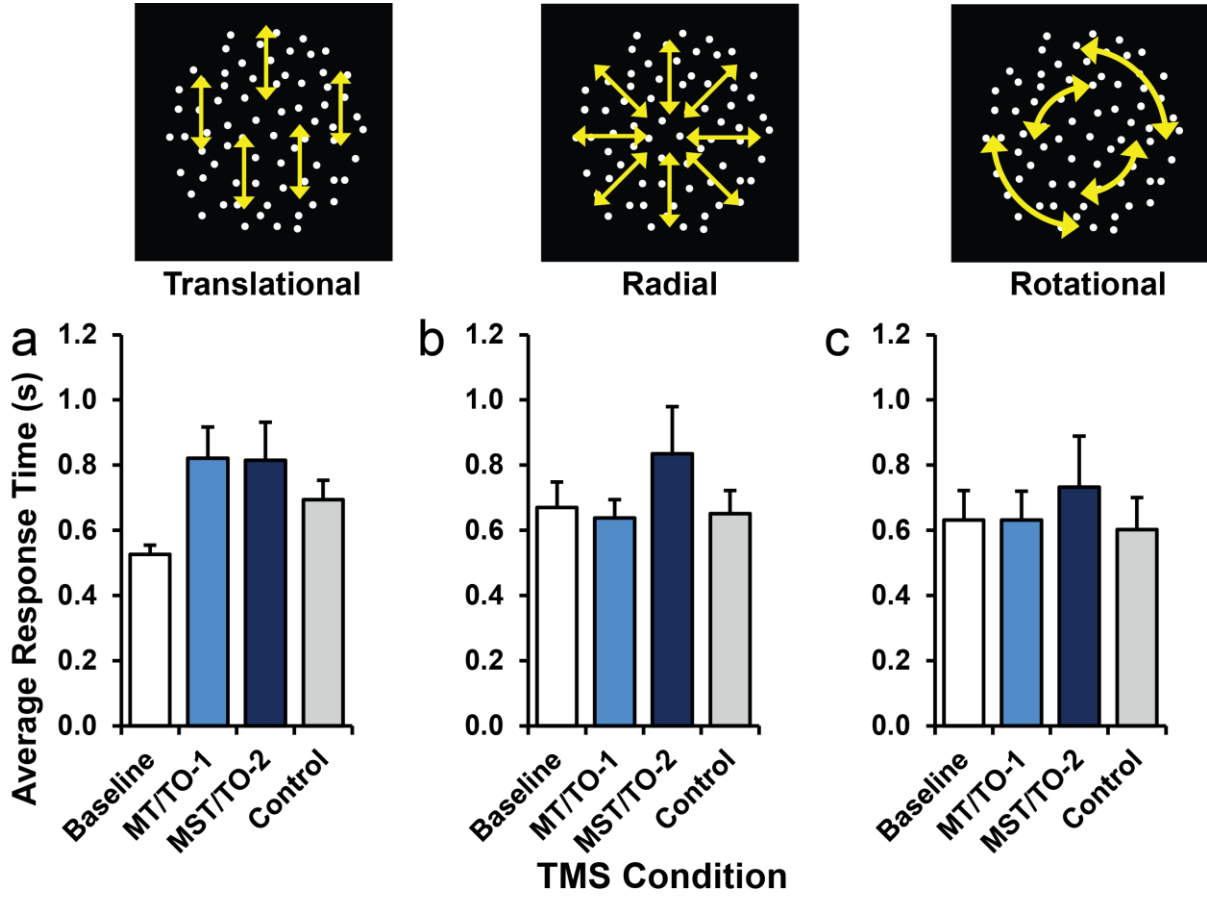 Translational
Radial
Rotational
a
Average Response Time (s)
1.2
1.0
0.8
0.6
0.4
0.2
0.0
Baseline
MT/TO-1
MST/TO-2
Control
b
1.2
1.0
0.8
0.6
0.4
0.2
0.0
Baseline
MT/TO-1
MST/TO-2
Control
c
1.2
1.0
0.8
0.6
0.4
0.2
0.0
Baseline
MT/TO-1
MST/TO-2
Control
TMS Condition